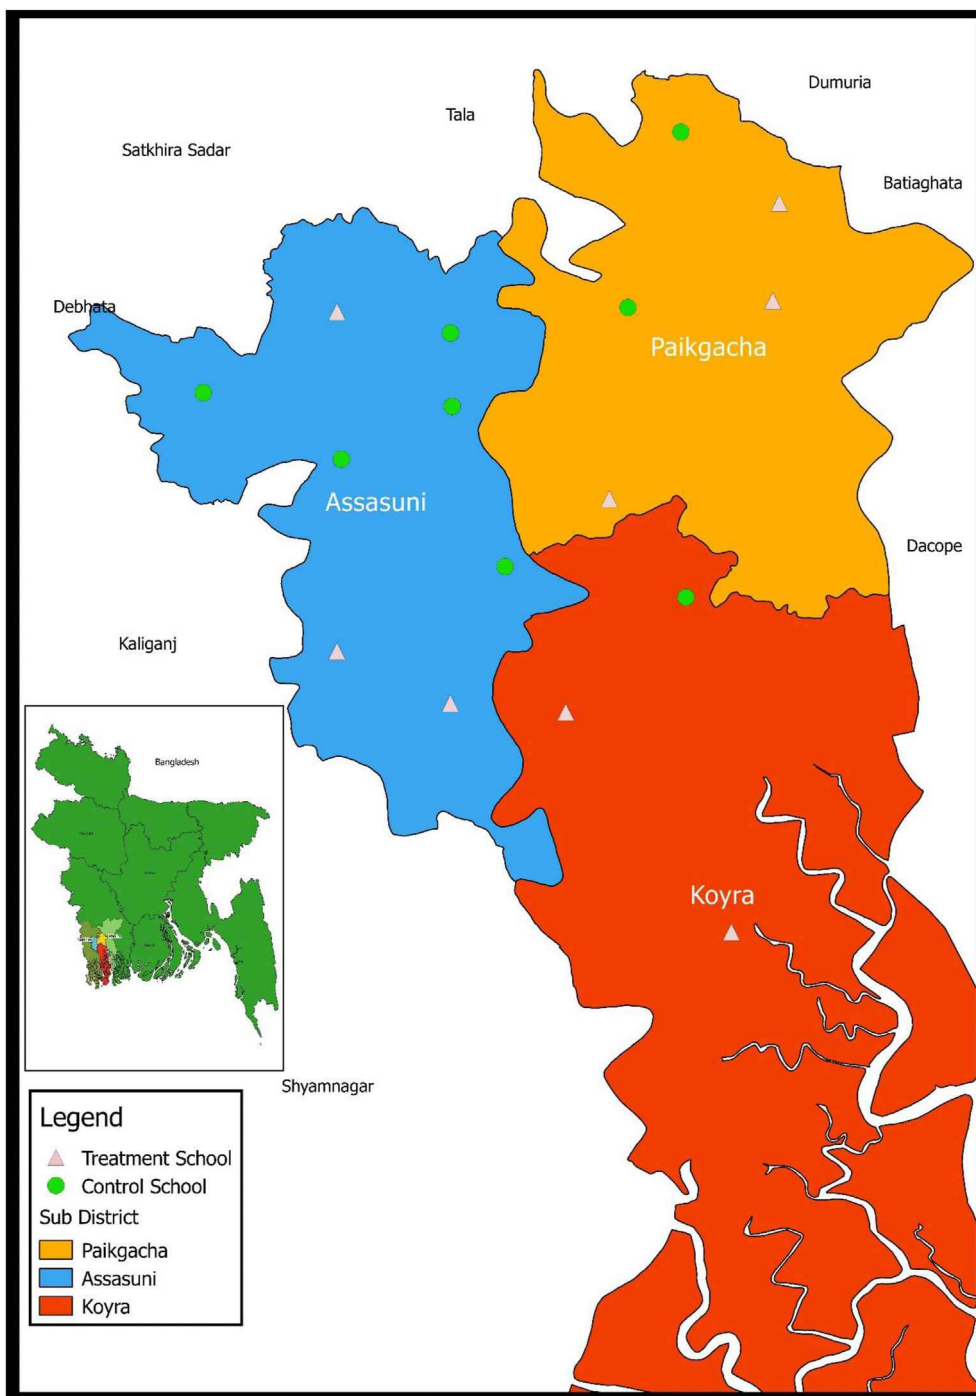 Dumuria
Tala
Satkhira Sadar
Batiaghata
Debhata
Paikgacha
Assasuni
Dacope
Kaliganj
Bangladesh
Koyra
Shyamnagar
Legend
Treatment School
Control School
Sub District
Paikgacha
Assasuni
Koyra